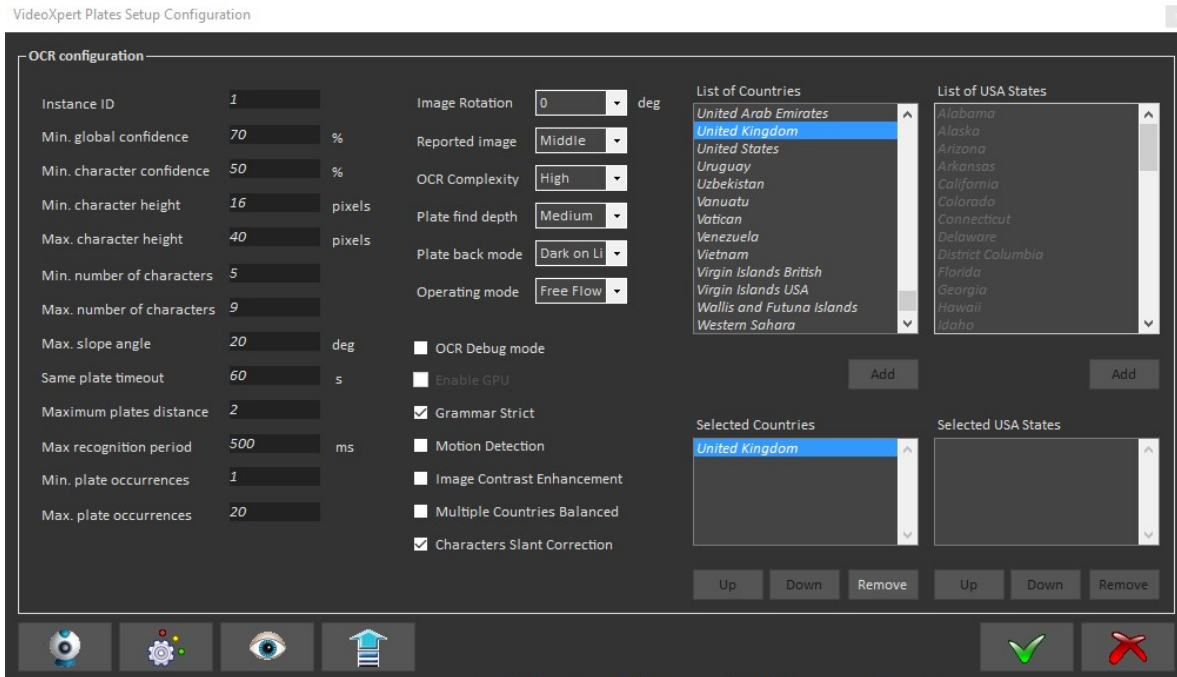 VideoXpert Plates Setup Configuration
OCR configuration
Instance ID 1
Min. global confidence 70 %
Min. character confidence 50 %
Min. character height 16 pixels
Max. character height 40 pixels
Min. number of characters 5
Max. number of characters 9
Max. slope angle 20 deg
Same plate timeout 60 s
Maximum plates distance 2
Max recognition period 500 ms
Min. plate occurrences 1
Max. plate occurrences 20
Image Rotation 0 deg
Reported image Middle
OCR Complexity High
Plate find depth Medium
Plate back mode Dark on Li
Operating mode Free Flow
OCR Debug mode
Enable GPU
Grammar Strict
Motion Detection
Image Contrast Enhancement
Multiple Countries Balanced
Characters Slant Correction
List of Countries
United Arab Emirates
United Kingdom
United States
Uruguay
Uzbekistan
Vanuatu
Vatican
Venezuela
Vietnam
Virgin Islands British
Virgin Islands USA
Wallis and Futuna Islands
Western Sahara
Add
Selected Countries
United Kingdom
Up Down Remove
List of USA States
Alabama
Alaska
Arizona
Arkansas
California
Colorado
Connecticut
Delaware
District Columbia
Florida
Georgia
Hawaii
Idaho
Add
Selected USA States
Up Down Remove